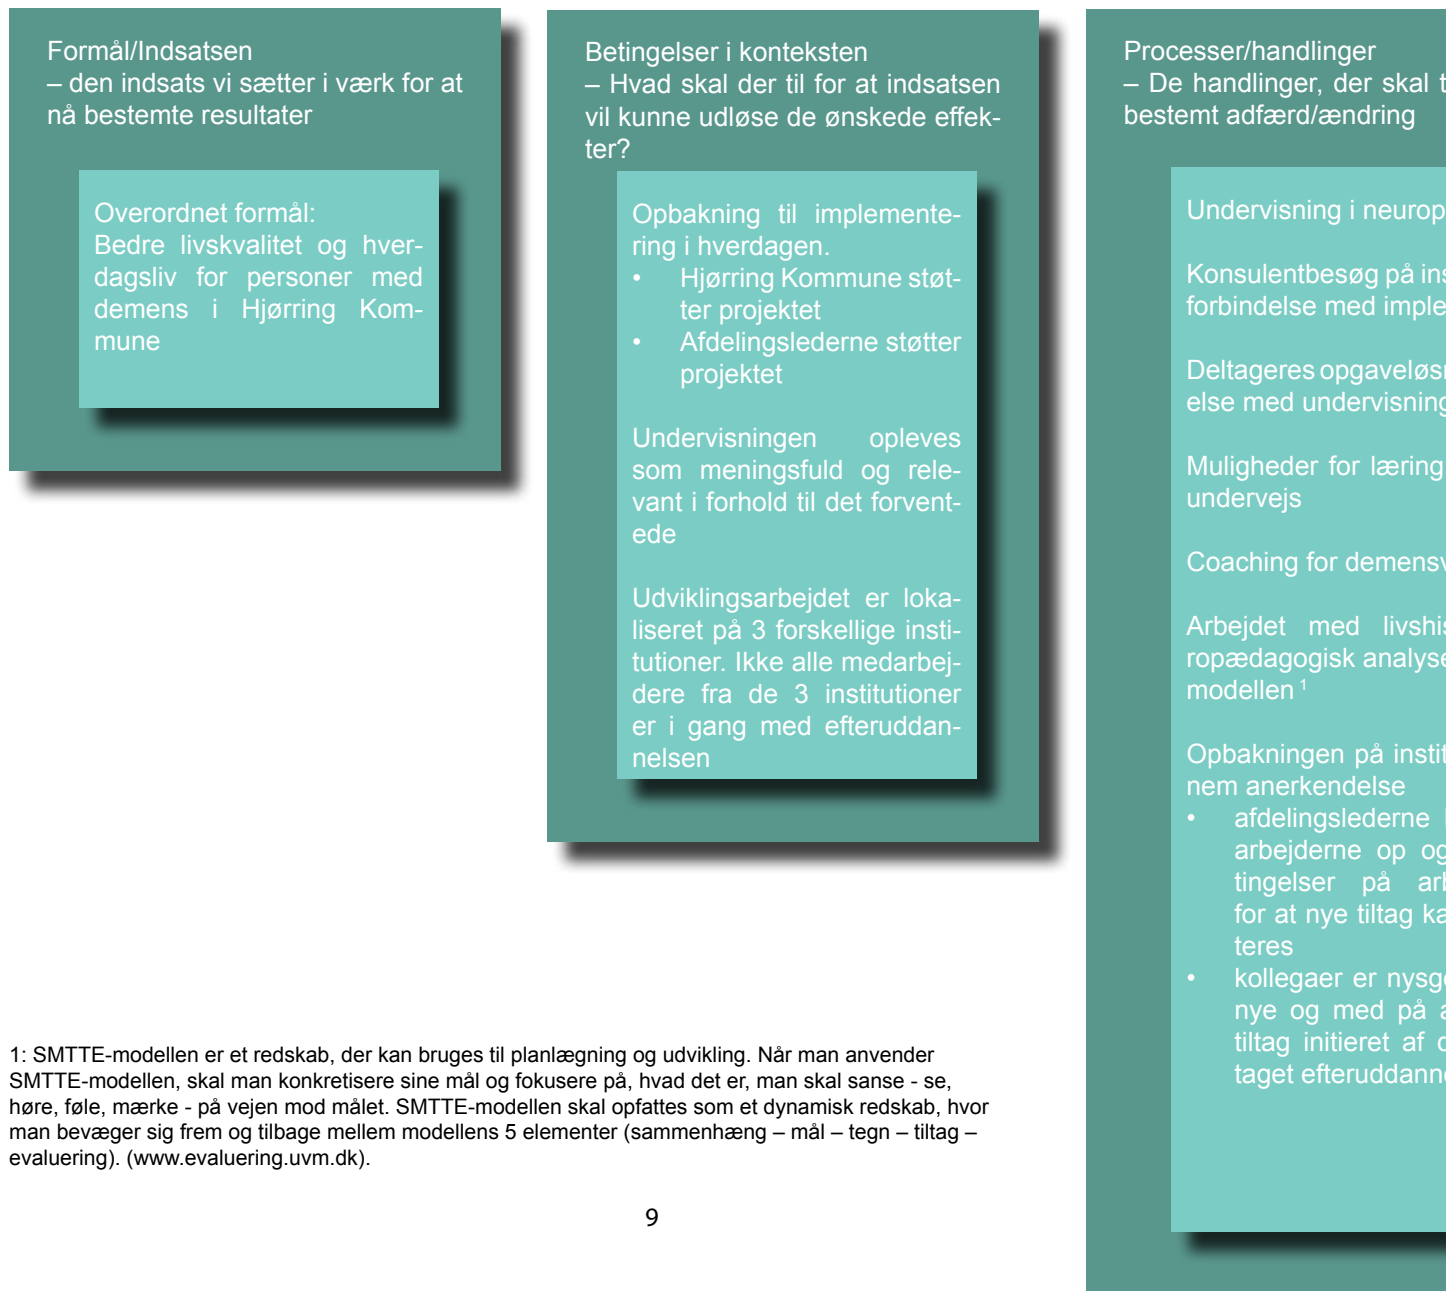 Formål/Indsatsen
– den indsats vi sætter i værk for at
nå bestemte resultater
Overordnet formål:
Bedre livskvalitet og hver-
dagsliv for personer med
demens i Hjørring Kom-
mune
Betingelser i konteksten
– Hvad skal der til for at indsatsen
vil kunne udløse de ønskede effek-
ter?
Opbakning til implemente-
ring i hverdagen.
• Hjørring Kommune støt-
ter projektet
• Afdelingslederne støtter
projektet
Undervisningen opleves
som meningsfuld og rele-
vant i forhold til det forvent-
ede
Udviklingsarbejdet er loka-
liseret på 3 forskellige insti-
tutioner. Ikke alle medarbej-
dere fra de 3 institutioner
er i gang med efteruddan-
nelsen
Processer/handlinger
– De handlinger, der skal
bestemt adfærd/ændring
Undervisning i
Konsulentbesøg på
forbindelse med
Deltageres
else med
Muligheder for læring
undervejs
Coaching for
Arbejdet med
ropædagogisk
modellen ¹
Opbakningen på
nem anerkendelse
• afdelingslederne
arbejderne op
tingelser på
for at nye tiltag
teres
• kollegaer er
nye og med på
tiltag initieret af
taget
1: SMTTE-modellen er et redskab, der kan bruges til planlægning og udvikling. Når man anvender
SMTTE-modellen, skal man konkretisere sine mål og fokusere på, hvad det er, man skal sanse - se,
høre, føle, mærke - på vejen mod målet. SMTTE-modellen skal opfattes som et dynamisk redskab, hvor
man bevæger sig frem og tilbage mellem modellens 5 elementer (sammenhæng – mål – tegn – tiltag –
evaluering). (www.evaluering.uvm.dk).
9